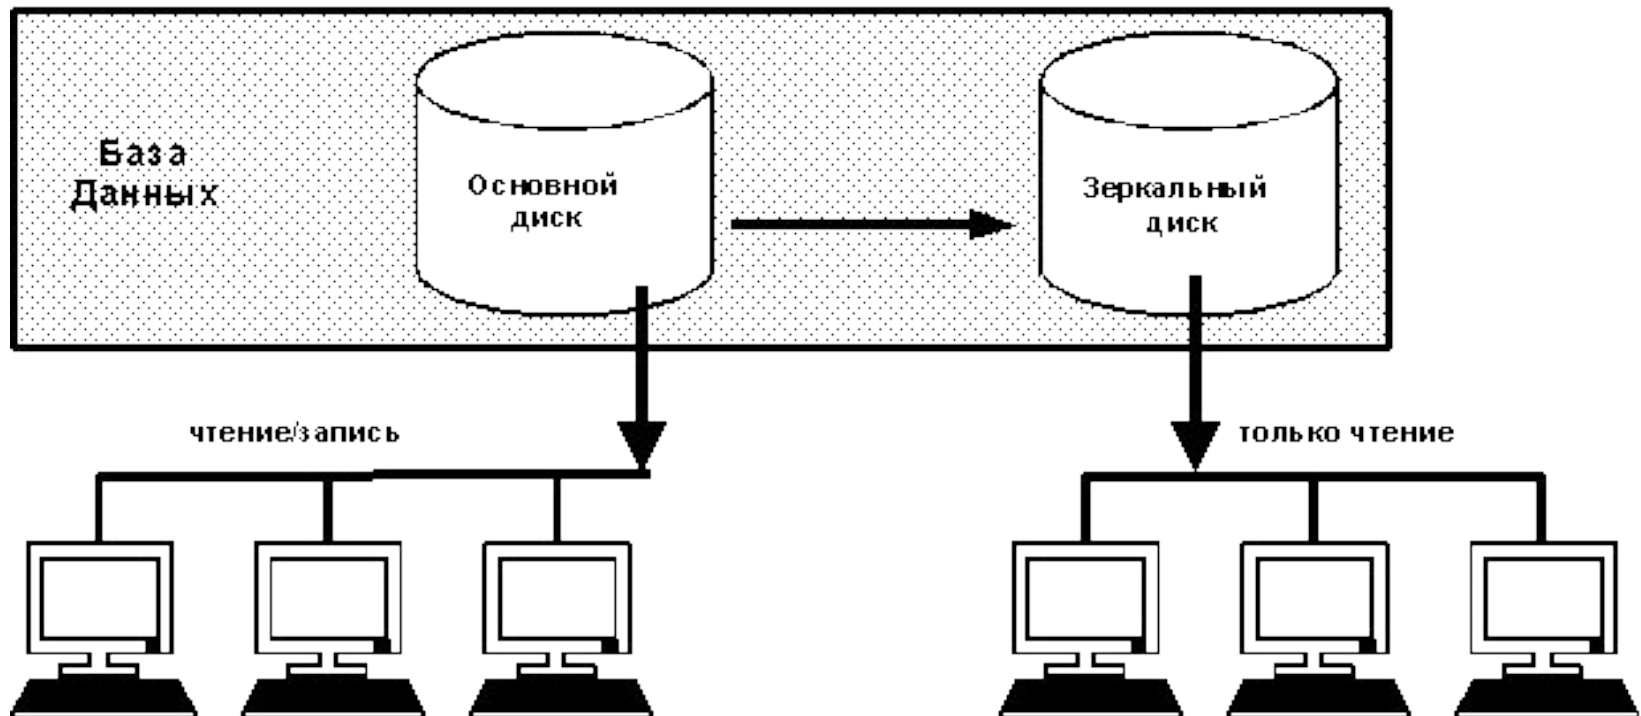 База
Данных
Основной
диск
Зеркальный
диск
чтение/запись
только чтение